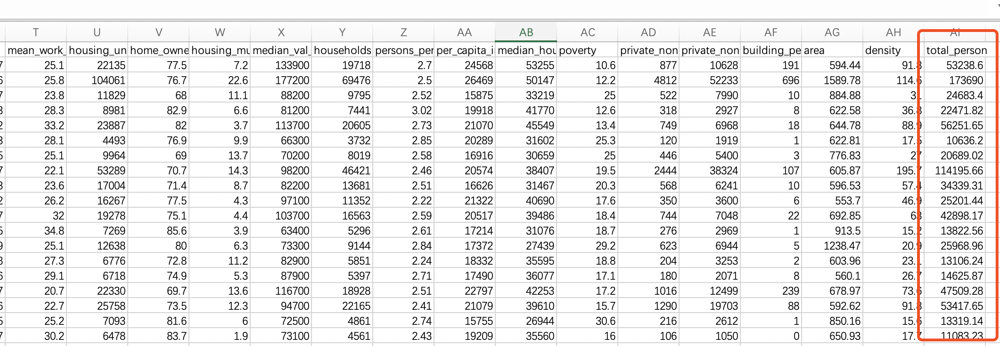 T U V W X Y Z AA AB AC AD AE AF AG AH AI
mean_work_ housing_un home_owne housing_mu median_val_ households persons_per per_capita_i median_hou poverty private_non private_non building_pe area density total_person
7 25.1 22135 77.5 7.2 133900 19718 2.7 24568 53255 10.6 877 10628 191 594.44 91.8 53238.6
6 25.8 104061 76.7 22.6 177200 69476 2.5 26469 50147 12.2 4812 52233 696 1589.78 114.6 173690
7 23.8 11829 68 11.1 88200 9795 2.52 15875 33219 25 522 7990 10 884.88 31 24683.4
3 28.3 8981 82.9 6.6 81200 7441 3.02 19918 41770 12.6 318 2927 8 622.58 36.8 22471.82
2 33.2 23887 82 3.7 113700 20605 2.73 21070 45549 13.4 749 6968 18 644.78 88.9 56251.65
3 28.1 4493 76.9 9.9 66300 3732 2.85 20289 31602 25.3 120 1919 1 622.81 17.5 10636.2
5 25.1 9964 69 13.7 70200 8019 2.58 16916 30659 25 446 5400 3 776.83 27 20689.02
7 22.1 53289 70.7 14.3 98200 46421 2.46 20574 38407 19.5 2444 38324 107 605.87 195.7 114195.66
3 23.6 17004 71.4 8.7 82200 13681 2.51 16626 31467 20.3 568 6241 10 596.53 57.4 34339.31
2 26.2 16267 77.5 4.3 97100 11352 2.22 21322 40690 17.6 350 3600 6 553.7 46.9 25201.44
7 32 19278 75.1 4.4 103700 16563 2.59 20517 39486 18.4 744 7048 22 692.85 63 42898.17
5 34.8 7269 85.6 3.9 63400 5296 2.61 17214 31076 18.7 276 2969 1 913.5 15.2 13822.56
9 25.1 12638 80 6.3 73300 9144 2.84 17372 27439 29.2 623 6944 5 1238.47 20.9 25968.96
3 27.3 6776 72.8 11.2 82900 5851 2.24 18332 35595 18.8 204 3253 2 603.96 23.1 13106.24
6 29.1 6718 74.9 5.3 87900 5397 2.71 17490 36077 17.1 180 2071 8 560.1 26.7 14625.87
7 20.7 22330 69.7 13.6 116700 18928 2.51 22797 42253 17.2 1016 12499 239 678.97 73.6 47509.28
6 22.7 25758 73.5 12.3 94700 22165 2.41 21079 39610 15.7 1290 19703 88 592.62 91.8 53417.65
5 25.2 7093 81.6 6 72500 4861 2.74 15755 26944 30.6 216 2612 1 850.16 15.6 13319.14
7 30.2 6478 83.7 1.9 73100 4561 2.43 19209 35560 16 106 1050 0 650.93 17.7 11083.23